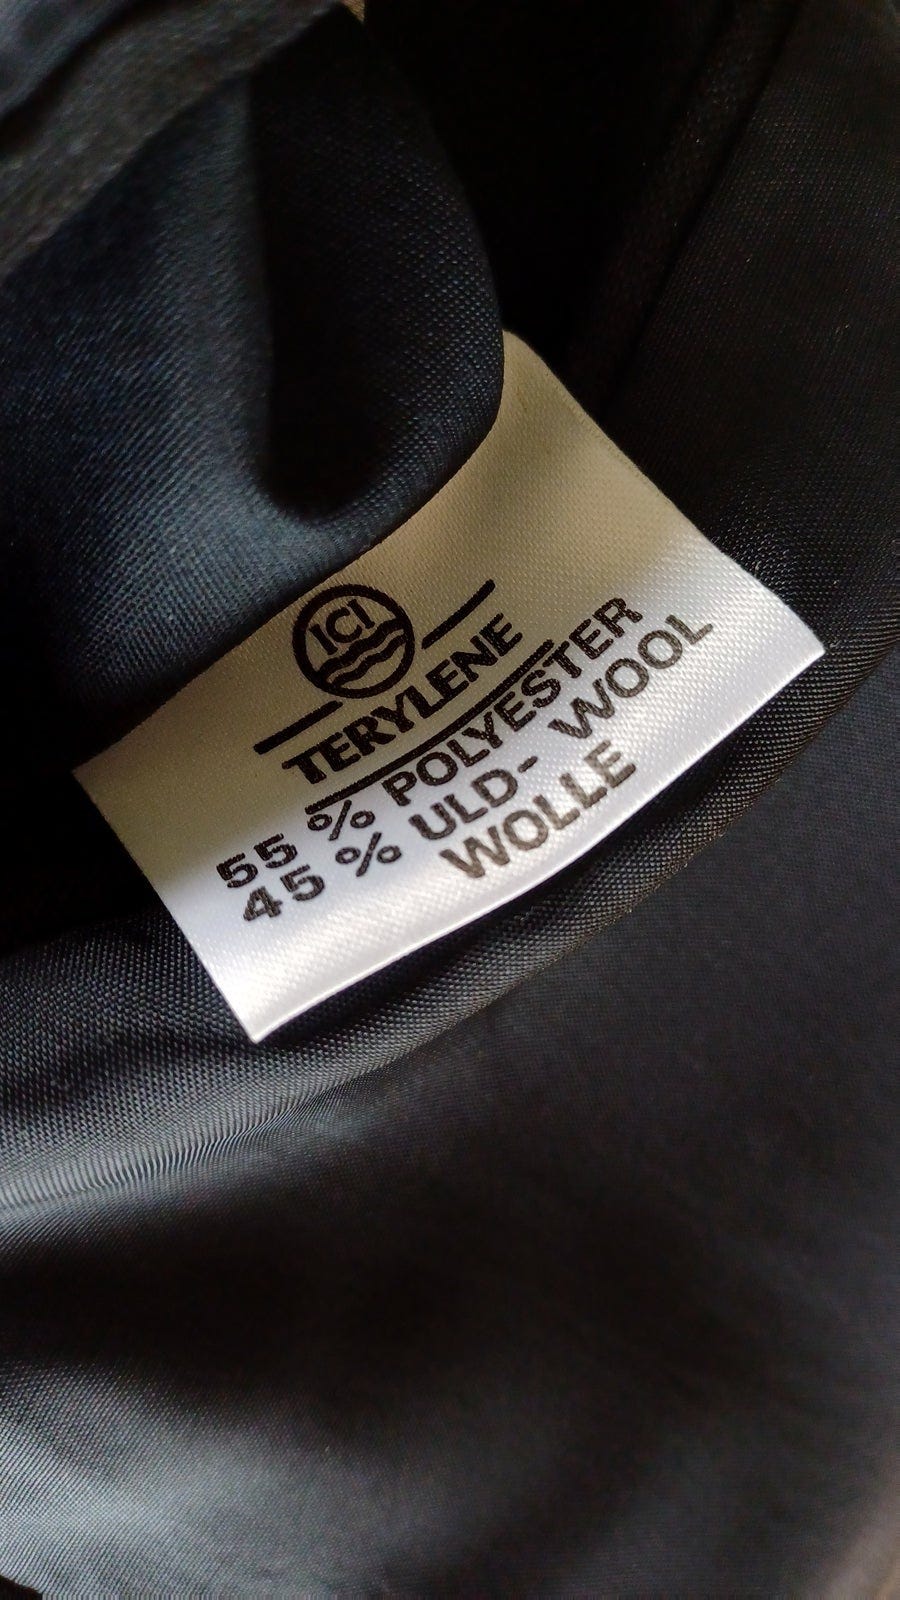 ICI
TERYLENE
55 % POLYESTER
45 % ULD- WOOL
WOLLE